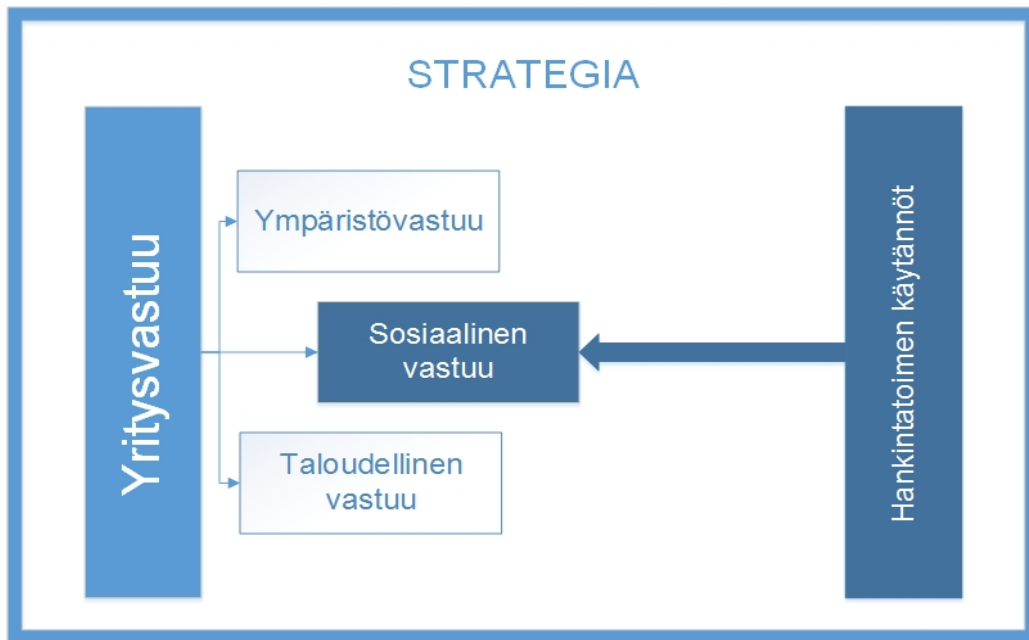 STRATEGIA
Yritysvastuu
Ympäristövastuu
Sosiaalinen
vastuu
Taloudellinen
vastuu
Hankintatoimen käytännöt